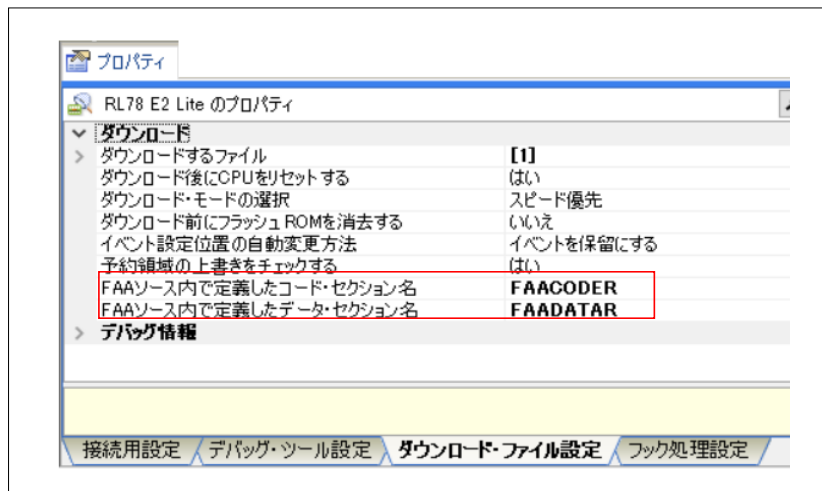 プロパティ
RL78 E2 Lite のプロパティ
ダウンロード
ダウンロードするファイル [1]
ダウンロード後にCPUをリセットする はい
ダウンロード・モードの選択 スピード優先
ダウンロード前にフラッシュROMを消去する いいえ
イベント設定位置の自動変更方法 イベントを保留にする
予約領域の上書きをチェックする はい
FAAソース内で定義したコード・セクション名 FAACODER
FAAソース内で定義したデータ・セクション名 FAADATAR
デバッグ情報
接続用設定 デバッグ・ツール設定 ダウンロード・ファイル設定 フック処理設定